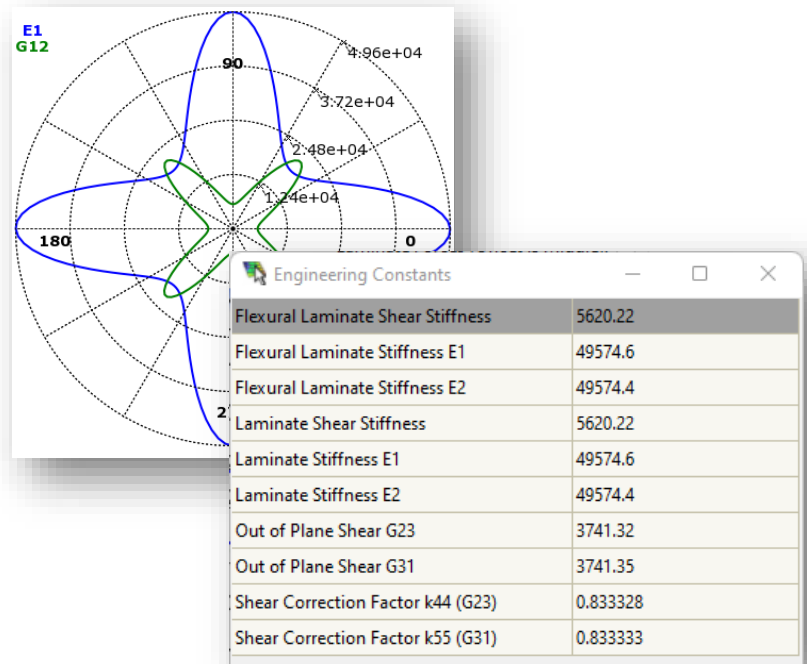 E1
G12
4.96e+04
90
3.72e+04
2.48e+04
1.24e+04
180
0
Engineering Constants
Flexural Laminate Shear Stiffness 5620.22
Flexural Laminate Stiffness E1 49574.6
Flexural Laminate Stiffness E2 49574.4
Laminate Shear Stiffness 5620.22
Laminate Stiffness E1 49574.6
Laminate Stiffness E2 49574.4
Out of Plane Shear G23 3741.32
Out of Plane Shear G31 3741.35
Shear Correction Factor k44 (G23) 0.833328
Shear Correction Factor k55 (G31) 0.833333